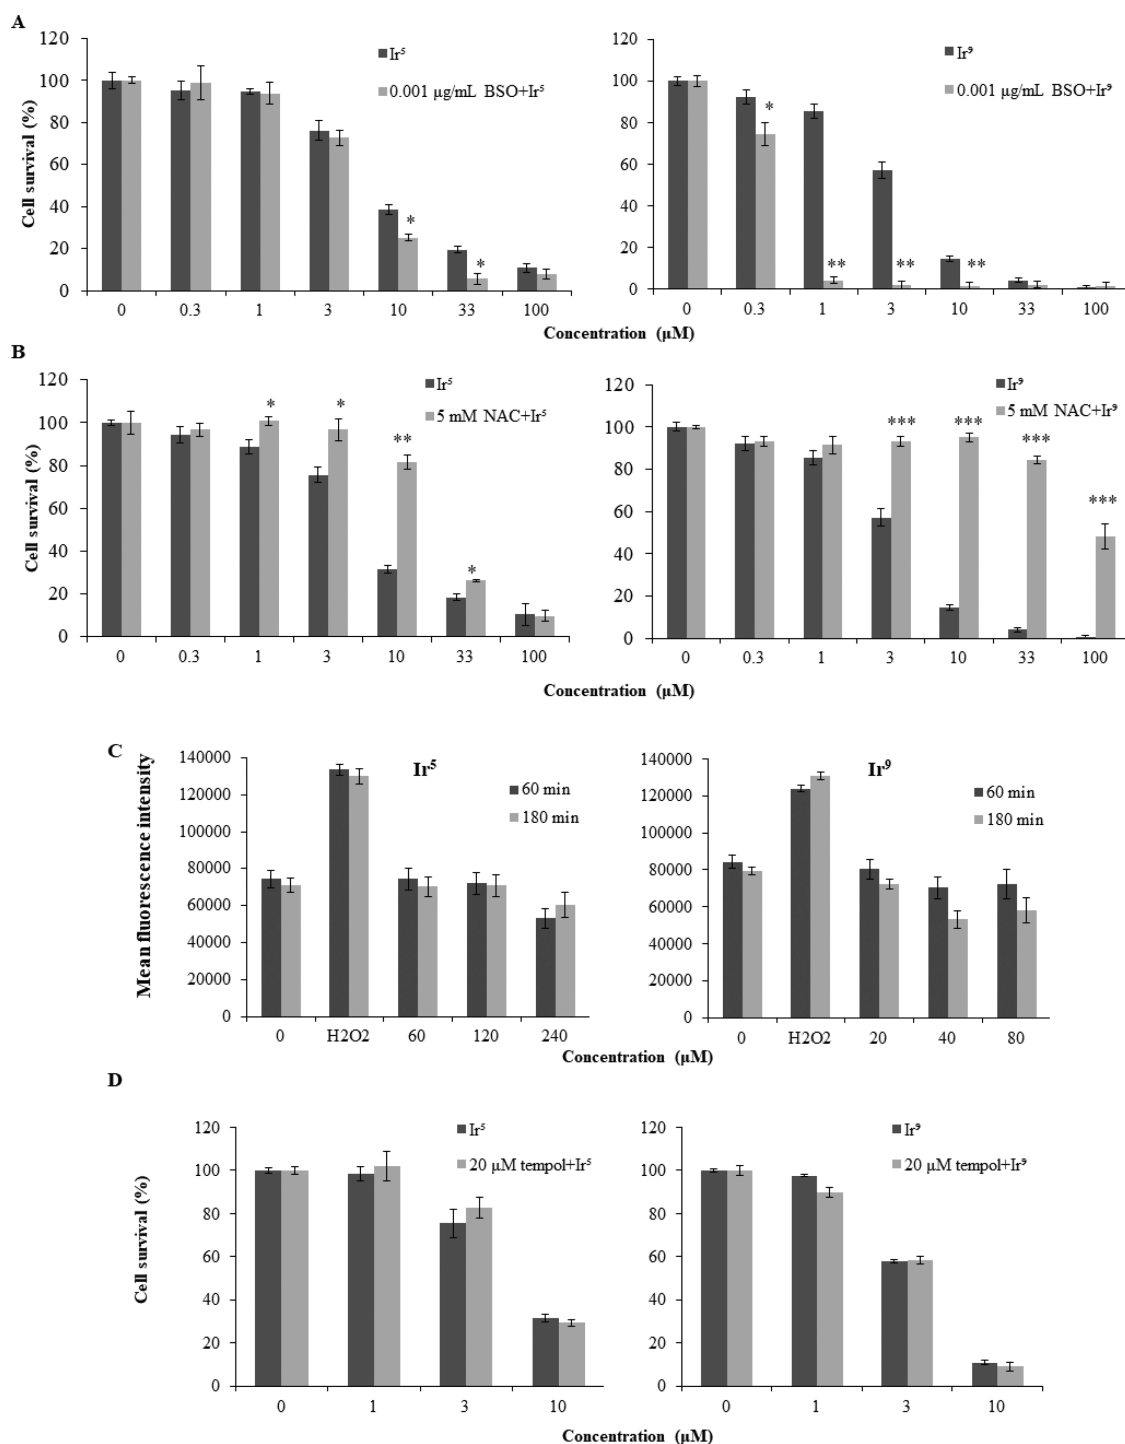 A
Cell survival (%)
120
100
80
60
40
20
0
Ir⁵
0.001 µg/mL BSO+Ir⁵
*
*
0 0.3 1 3 10 33 100
120
100
80
60
40
20
0
Ir⁹
0.001 µg/mL BSO+Ir⁹
*
** ** **
0 0.3 1 3 10 33 100
Concentration (µM)
B
Cell survival (%)
120
100
80
60
40
20
0
Ir⁵
5 mM NAC+Ir⁵
* *
**
*
0 0.3 1 3 10 33 100
120
100
80
60
40
20
0
Ir⁹
5 mM NAC+Ir⁹
*** *** ***
***
0 0.3 1 3 10 33 100
Concentration (µM)
C
Mean fluorescence intensity
140000
120000
100000
80000
60000
40000
20000
0
Ir⁵
60 min
180 min
0 H2O2 60 120 240
140000
120000
100000
80000
60000
40000
20000
0
Ir⁹
60 min
180 min
0 H2O2 20 40 80
Concentration (µM)
D
Cell survival (%)
120
100
80
60
40
20
0
Ir⁵
20 µM tempol+Ir⁵
0 1 3 10
120
100
80
60
40
20
0
Ir⁹
20 µM tempol+Ir⁹
0 1 3 10
Concentration (µM)